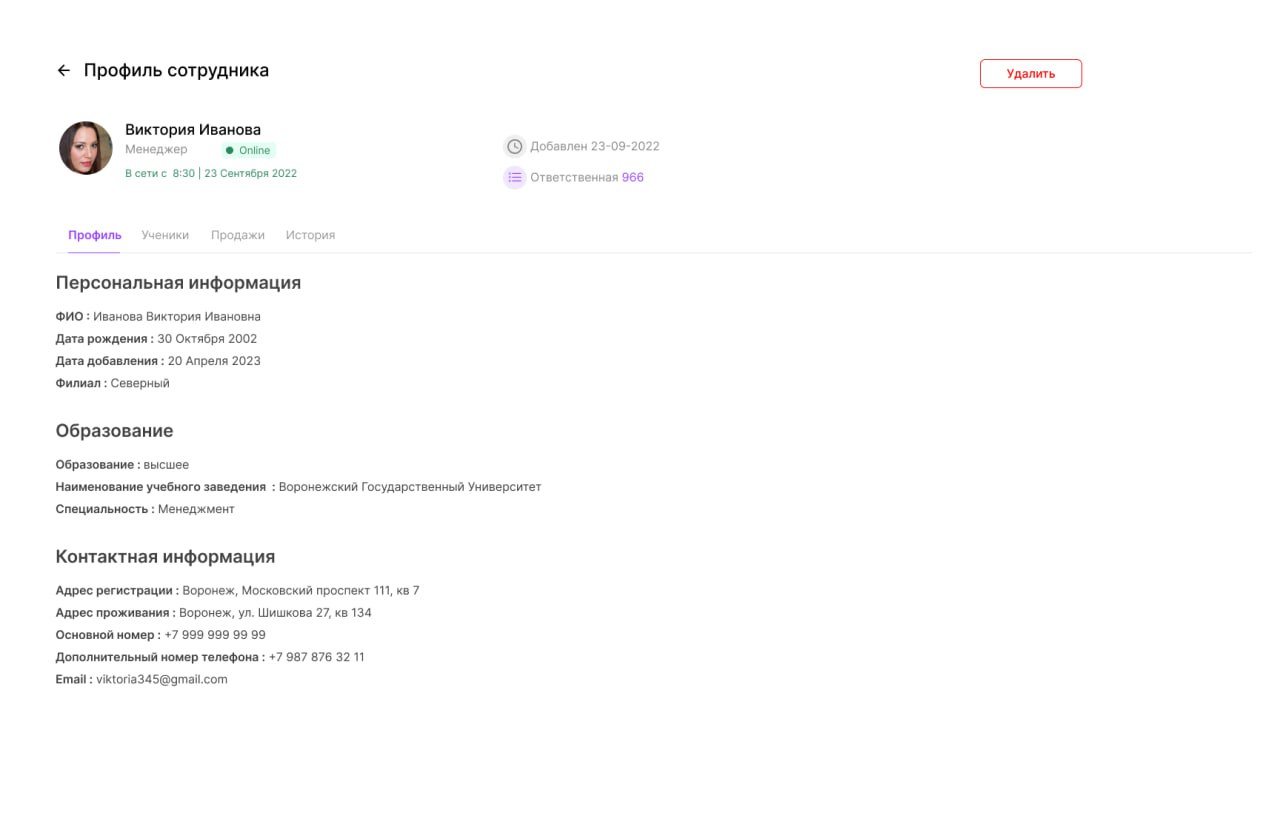 Профиль сотрудника
Удалить
Виктория Иванова
Менеджер Online
В сети с 8:30 | 23 Сентября 2022
Добавлен 23-09-2022
Ответственная 966
Профиль Ученики Продажи История
Персональная информация
ФИО : Иванова Виктория Ивановна
Дата рождения : 30 Октября 2002
Дата добавления : 20 Апреля 2023
Филиал : Северный
Образование
Образование : высшее
Наименование учебного заведения : Воронежский Государственный Университет
Специальность : Менеджмент
Контактная информация
Адрес регистрации : Воронеж, Московский проспект 111, кв 7
Адрес проживания : Воронеж, ул. Шишкова 27, кв 134
Основной номер : +7 999 999 99 99
Дополнительный номер телефона : +7 987 876 32 11
Email : viktoria345@gmail.com